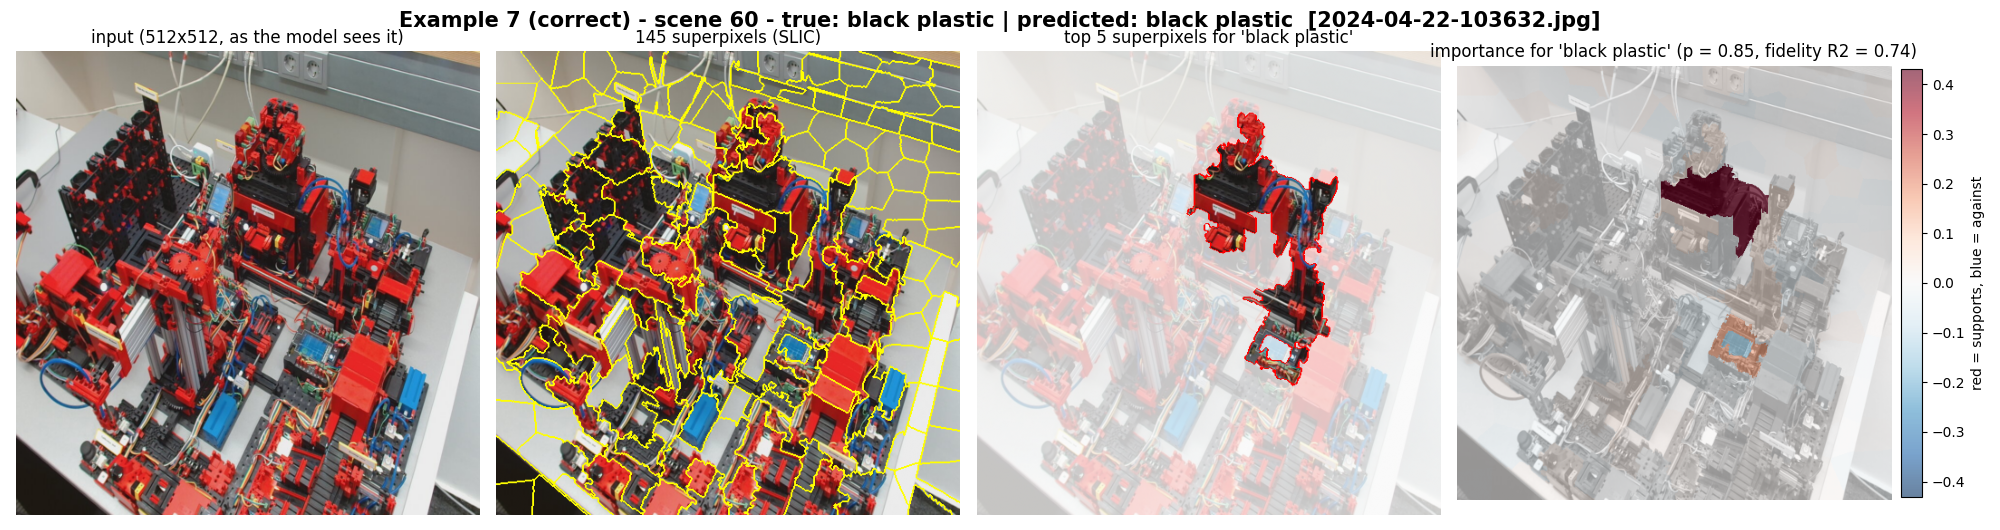 Example 7 (correct) - scene 60 - true: black plastic | predicted: black plastic [2024-04-22-103632.jpg]
input (512x512, as the model sees it)
145 superpixels (SLIC)
top 5 superpixels for 'black plastic'
importance for 'black plastic' (p = 0.85, fidelity R2 = 0.74)
0.4
0.3
0.2
0.1
0.0
−0.1
−0.2
−0.3
−0.4
red = supports, blue = against